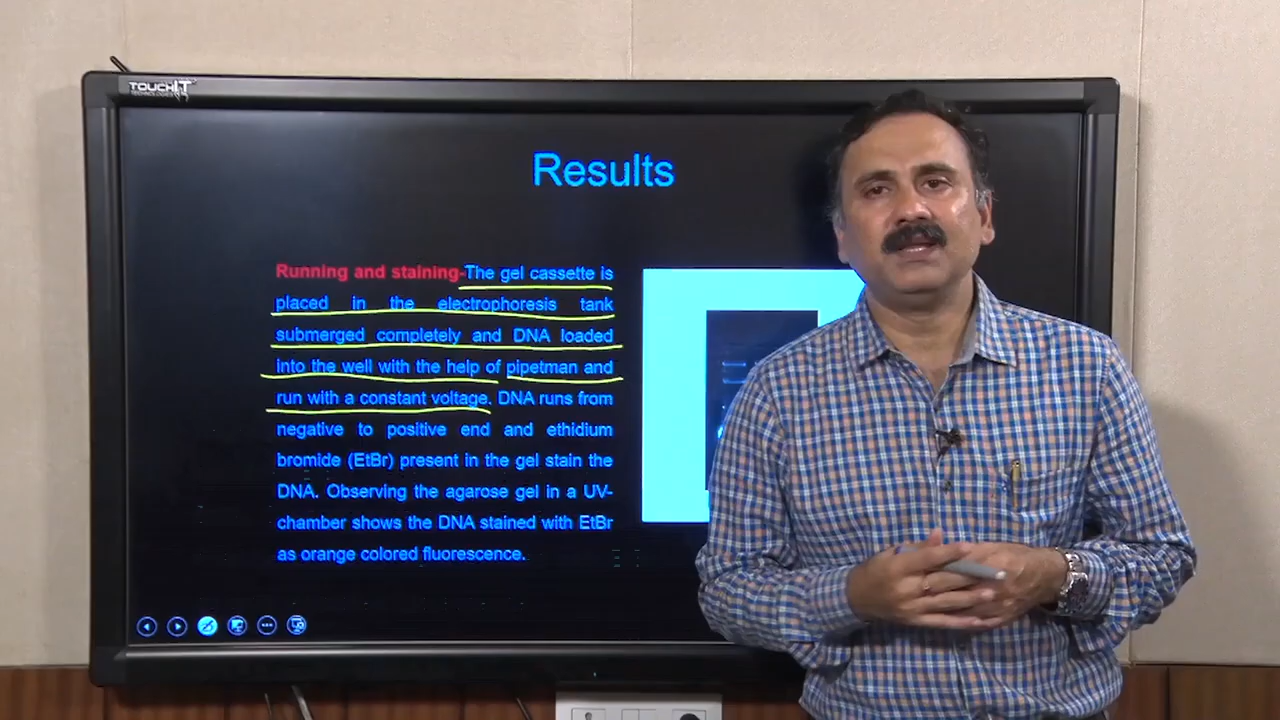 TOUCHIT
TECHNOLOGIES
Results
Running and staining-The gel cassette is
placed in the electrophoresis tank
submerged completely and DNA loaded
into the well with the help of pipetman and
run with a constant voltage. DNA runs from
negative to positive end and ethidium
bromide (EtBr) present in the gel stain the
DNA. Observing the agarose gel in a UV-
chamber shows the DNA stained with EtBr
as orange colored fluorescence.